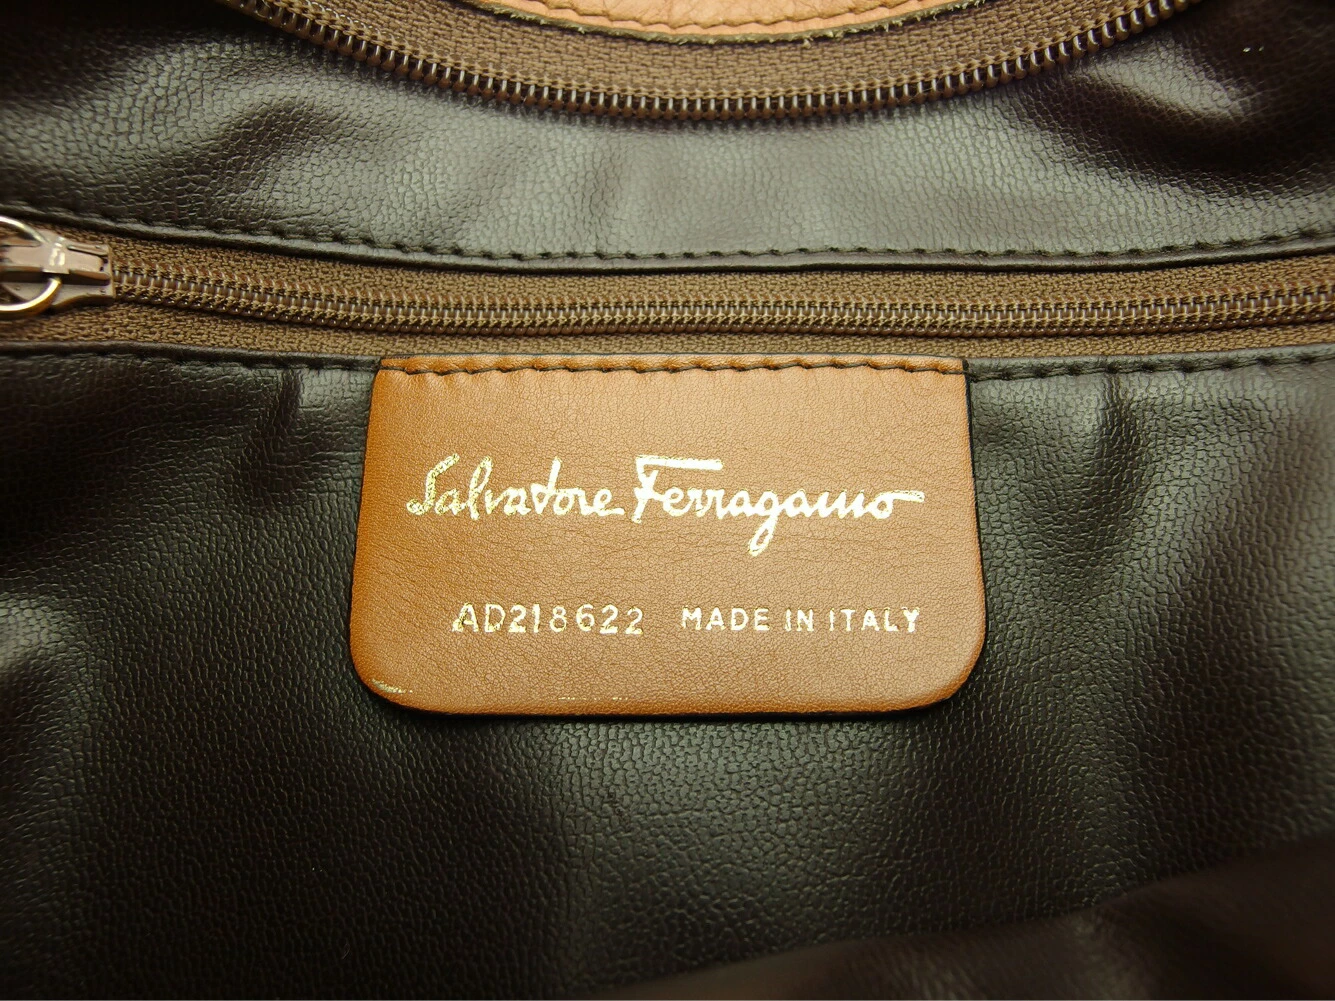 Salvatore Ferragamo
AD218622 MADE IN ITALY